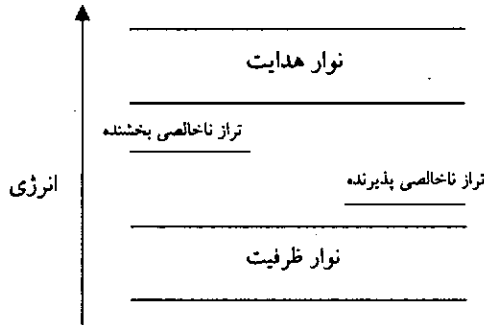 نوار هدایت
تراز ناخالصی بخشنده
انرژی
تراز ناخالصی پذیرنده
نوار ظرفیت